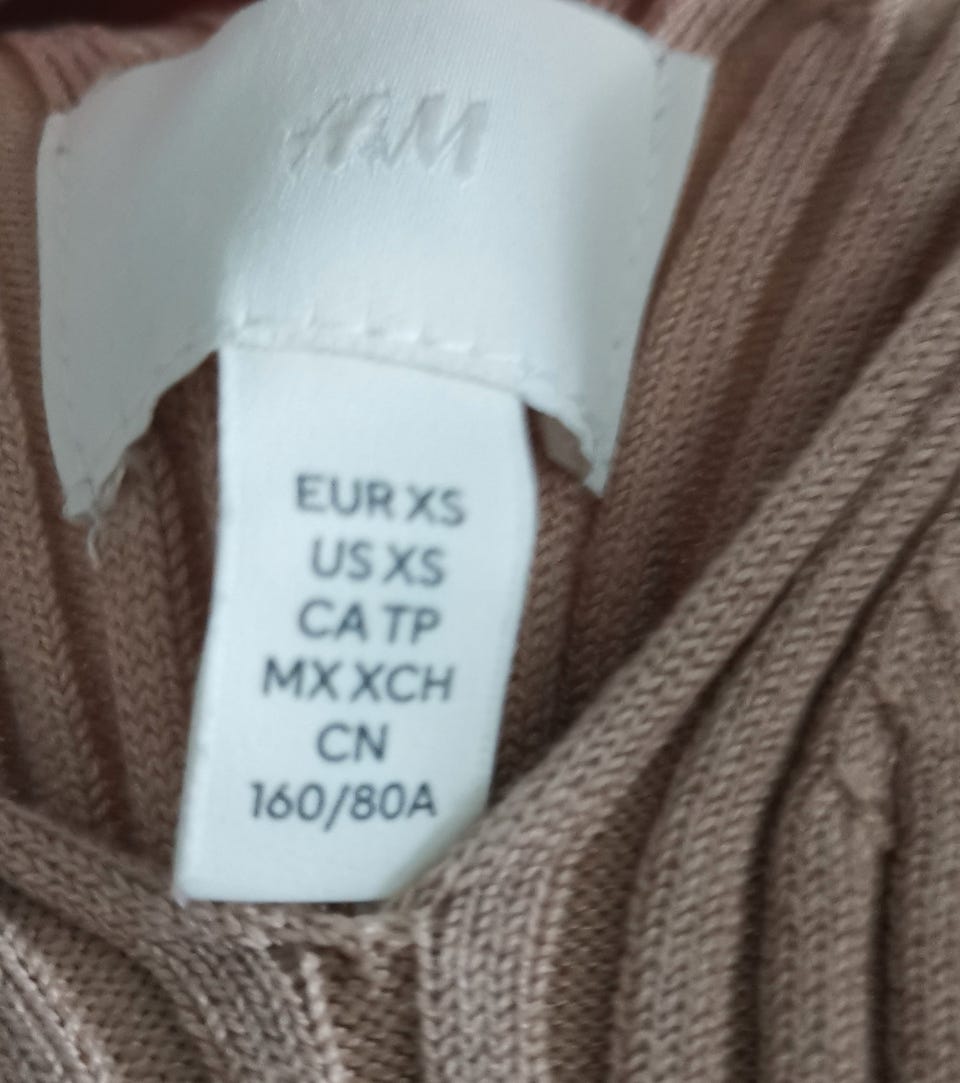 H&M
EUR XS
US XS
CA TP
MX XCH
CN
160/80A